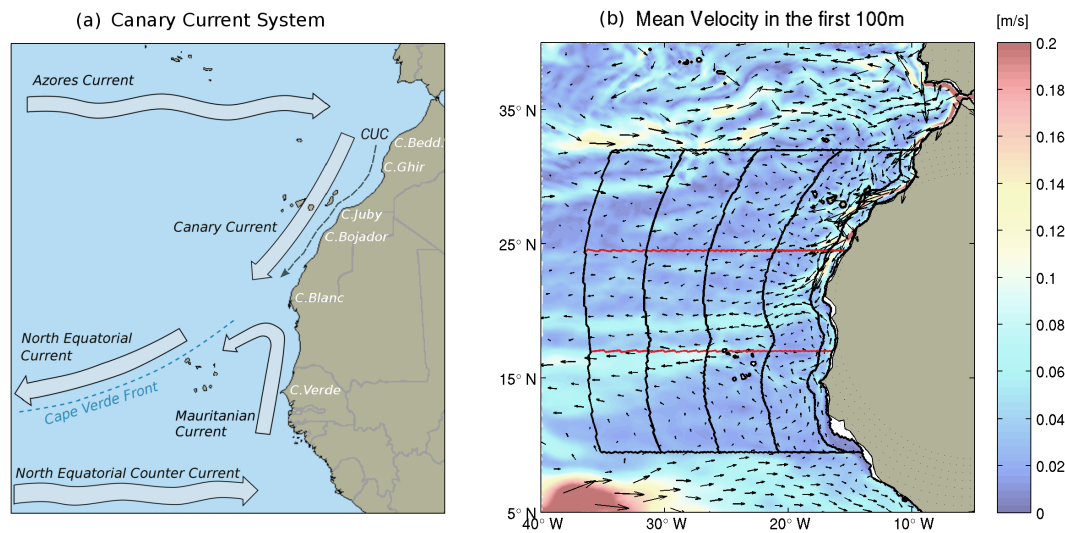 (a) Canary Current System
Azores Current
CUC
C.Bedd.
C.Ghir
C.Juby
Canary Current
C.Bojador
C.Blanc
North Equatorial
Current
Cape Verde Front
C.Verde
Mauritanian
Current
North Equatorial Counter Current
(b) Mean Velocity in the first 100m
[m/s]
35° N
25° N
15° N
5° N
40° W
30° W
20° W
10° W
0.2
0.18
0.16
0.14
0.12
0.1
0.08
0.06
0.04
0.02
0